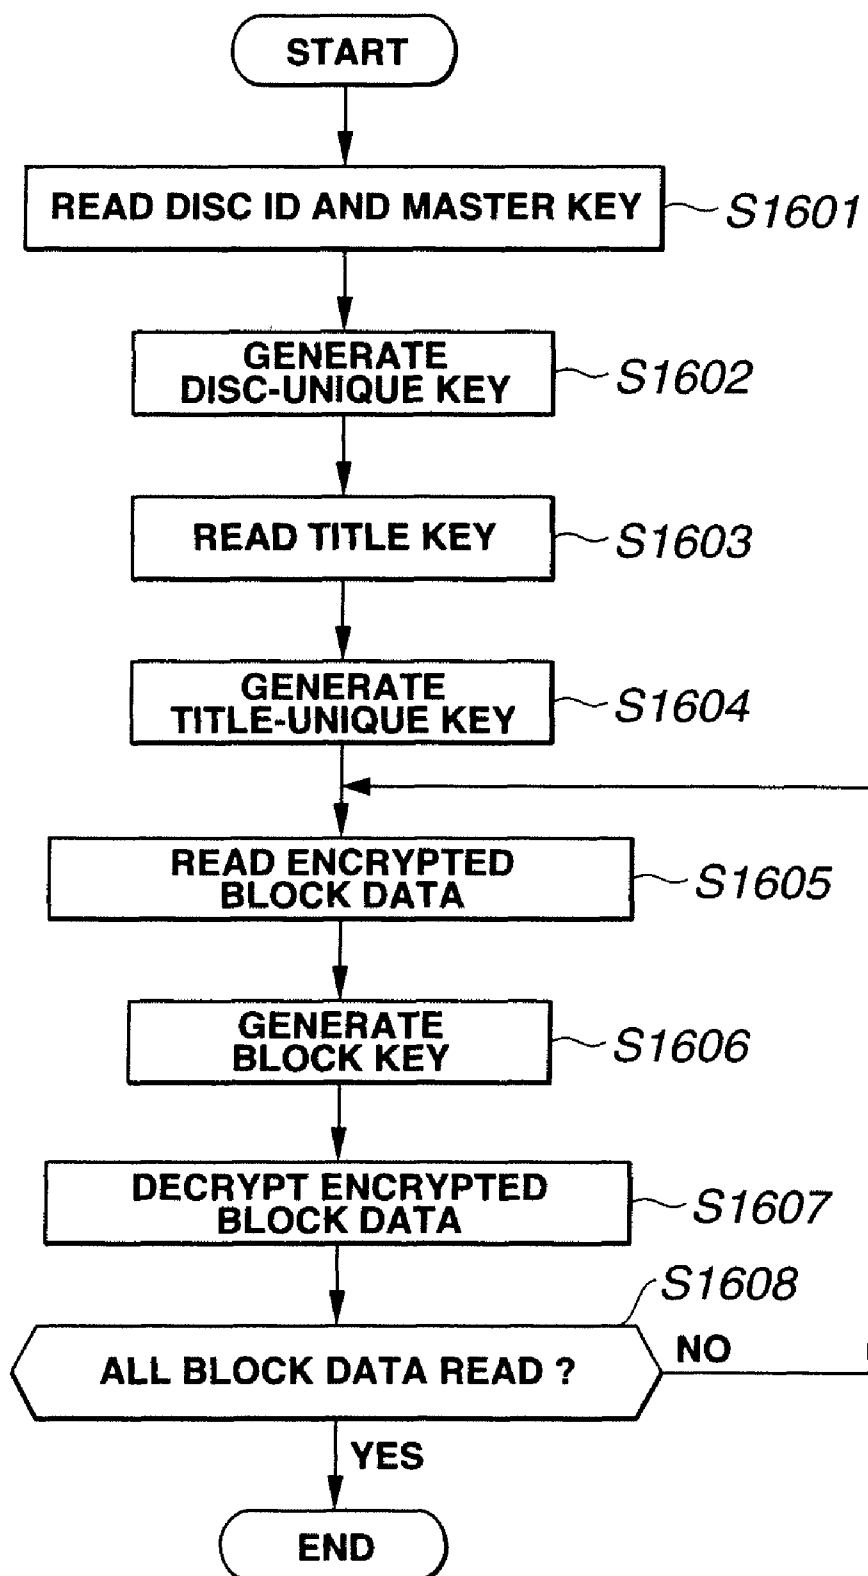 START
READ DISC ID AND MASTER KEY
S1601
GENERATE
DISC-UNIQUE KEY
S1602
READ TITLE KEY
S1603
GENERATE
TITLE-UNIQUE KEY
S1604
READ ENCRYPTED
BLOCK DATA
S1605
GENERATE
BLOCK KEY
S1606
DECRYPT ENCRYPTED
BLOCK DATA
S1607
S1608
ALL BLOCK DATA READ ?
NO
YES
END